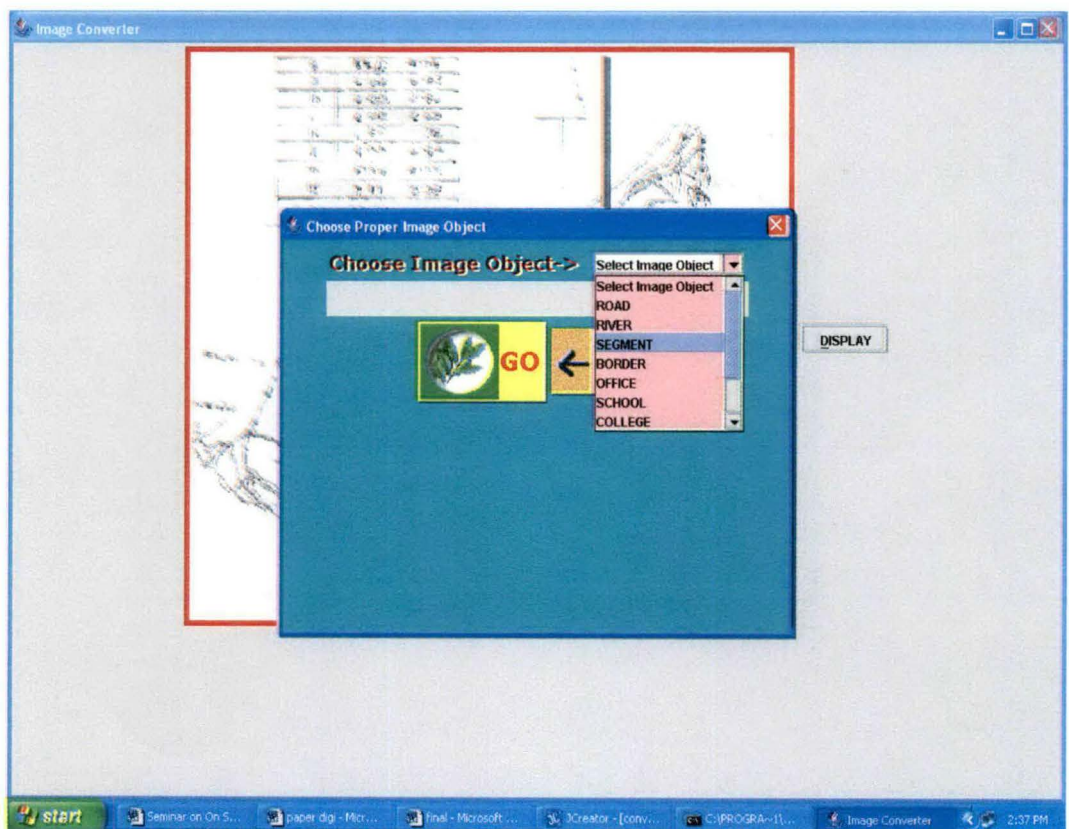 Image Converter
Choose Proper Image Object
Choose Image Object->
Select Image Object
Select Image Object
ROAD
RIVER
SEGMENT
BORDER
OFFICE
SCHOOL
COLLEGE
GO
DISPLAY
start
Seminar on On S...
paper digi - Micr...
final - Microsoft ...
JCreator - [conv...
C:\PROGRA~1\...
Image Converter
2:37 PM